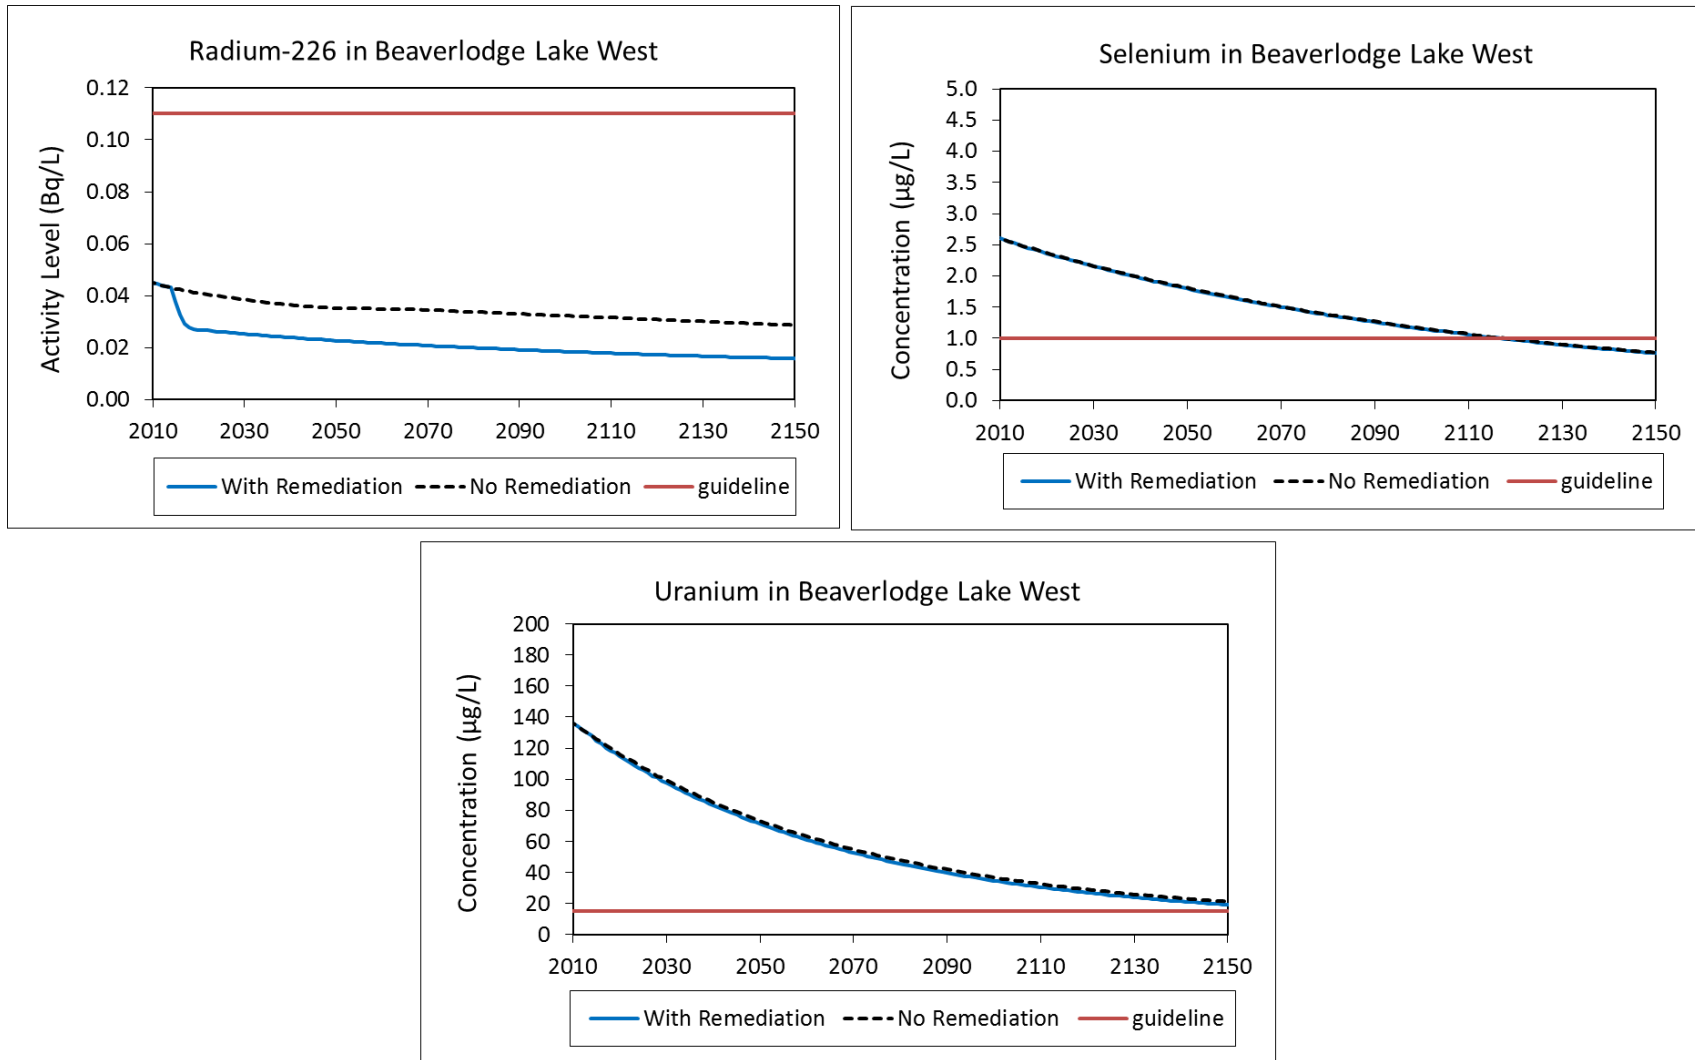 Radium-226 in Beaverlodge Lake West
Activity Level (Bq/L)
0.12
0.10
0.08
0.06
0.04
0.02
0.00
2010 2030 2050 2070 2090 2110 2130 2150
With Remediation No Remediation guideline
Selenium in Beaverlodge Lake West
Concentration (µg/L)
5.0
4.5
4.0
3.5
3.0
2.5
2.0
1.5
1.0
0.5
0.0
2010 2030 2050 2070 2090 2110 2130 2150
With Remediation No Remediation guideline
Uranium in Beaverlodge Lake West
Concentration (µg/L)
200
180
160
140
120
100
80
60
40
20
0
2010 2030 2050 2070 2090 2110 2130 2150
With Remediation No Remediation guideline